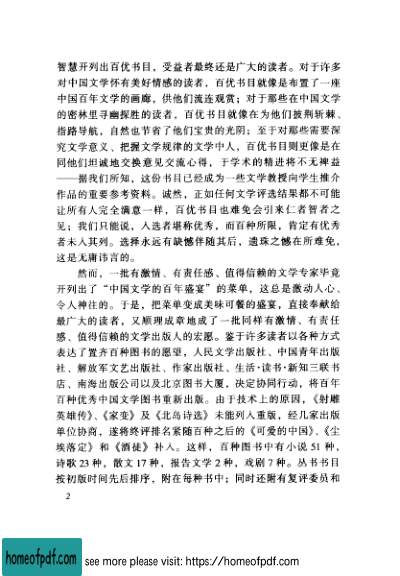 智慧开列出百优书目，受益者最终还是广大的读者。对于许多
对中国文学怀有美好情感的读者，百优书目就像是布置了一座
中国百年文学的画廊，供他们流连观赏；对于那些在中国文学
的密林里寻幽探胜的读者，百优书目就像在为他们披荆斩棘、
指路导航，自然也节省了他们宝贵的光阴；至于对那些需要探
究文学意义、把握文学规律的文学中人，百优书目则更像是在
同他们坦诚地交换意见交流心得，于学术的精进将不无裨益
——据我们所知，这份书目已经成为一些文学教授向学生推介
作品的重要参考资料。诚然，正如任何文学评选结果都不可能
让所有人完全满意一样，百优书目也难免会引来仁者智者之
见；我们只能说，入选者堪称优秀，而百种所限，肯定有优秀
者未入其列。选择永远有缺憾伴随其后，遗珠之憾在所难免，
这是无庸讳言的。
然而，一批有激情、有责任感、值得信赖的文学专家毕竟
开列出了“中国文学的百年盛宴”的菜单，这总是激动人心、
令人神往的。于是，把菜单变成美味可餐的盛宴，直接奉献给
最广大的读者，又顺理成章地成了一批同样有激情、有责任
感、值得信赖的文学出版人的宏愿。鉴于许多读者以各种方式
表达了置齐百种图书的愿望，人民文学出版社、中国青年出版
社、解放军文艺出版社、作家出版社、生活·读书·新知三联书
店、南海出版公司以及北京图书大厦，决定协同行动，将百年
百种优秀中国文学图书重新出版。由于技术上的原因，《射雕
英雄传》、《家变》及《北岛诗选》未能列入重版，经几家出版
单位协商，遂将终评排名紧随百种之后的《可爱的中国》、《尘
埃落定》和《酒徒》补入。这样，百种图书中有小说 51 种，
诗歌 23 种，散文 17 种，报告文学 2 种，戏剧 7 种。丛书书目
按初版时间先后排序，附在每种书中；同时还附有复评委员和
2
homeofpdf.com
see more please visit: https://homeofpdf.com